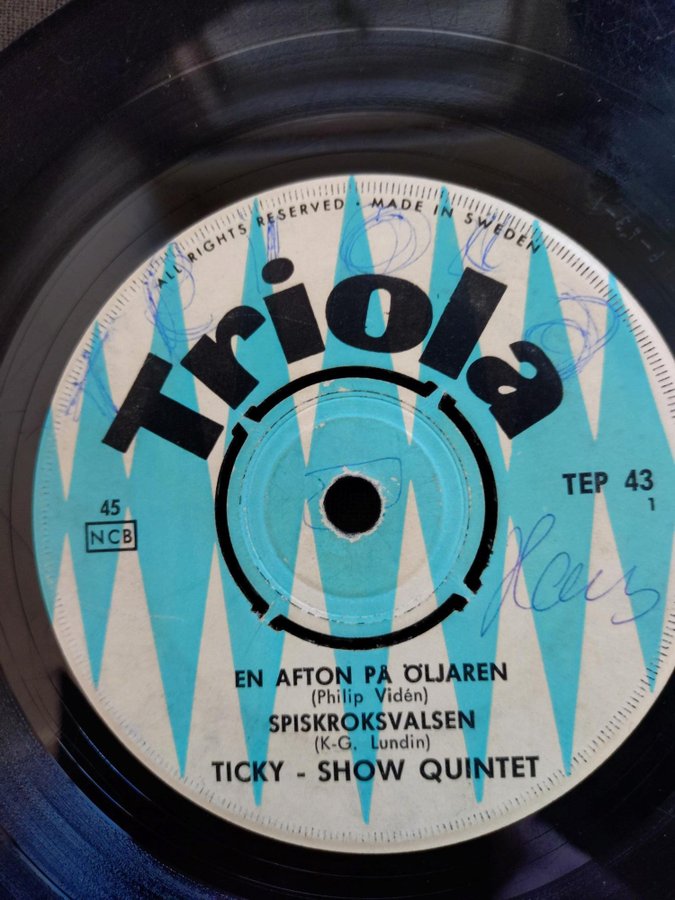 ALL RIGHTS RESERVED · MADE IN SWEDEN
Triola
45
NCB
TEP 43
1
Hans
EN AFTON PÅ ÖLJAREN
(Philip Vidén)
SPISKROKSVALSEN
(K-G. Lundin)
TICKY - SHOW QUINTET